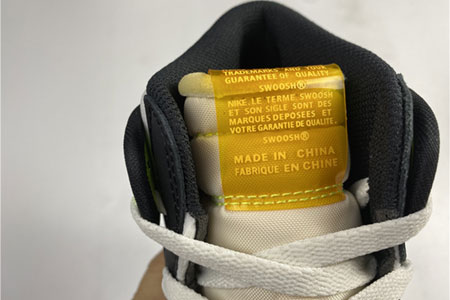 TRADEMARKS AND YOUR
GUARANTEE OF QUALITY
SWOOSH®
NIKE, LE TERME SWOOSH
ET SON SIGLE SONT DES
MARQUES DEPOSEES ET
VOTRE GARANTIE DE QUALITE.
SWOOSH®
MADE IN CHINA
FABRIQUE EN CHINE